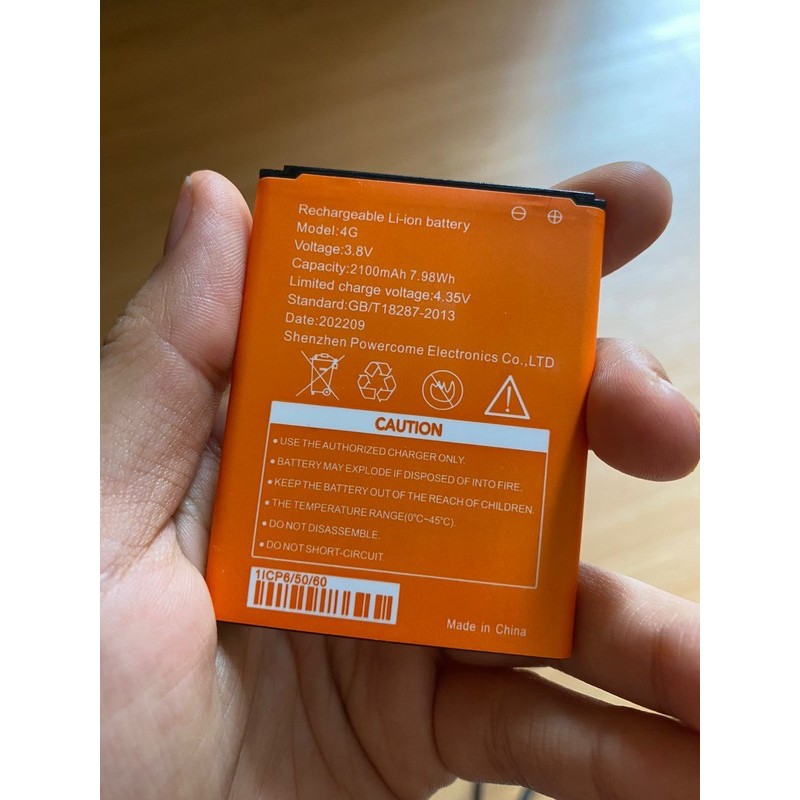 Rechargeable Li-ion battery
Model:4G
Voltage:3.8V
Capacity:2100mAh 7.98Wh
Limited charge voltage:4.35V
Standard:GB/T18287-2013
Date:202209
Shenzhen Powercome Electronics Co.,LTD
CAUTION
• USE THE AUTHORIZED CHARGER ONLY.
• BATTERY MAY EXPLODE IF DISPOSED OF INTO FIRE.
• KEEP THE BATTERY OUT OF THE REACH OF CHILDREN.
• THE TEMPERATURE RANGE(0°C~45°C).
• DO NOT DISASSEMBLE.
• DO NOT SHORT-CIRCUIT.
1ICP6/50/60
Made in China